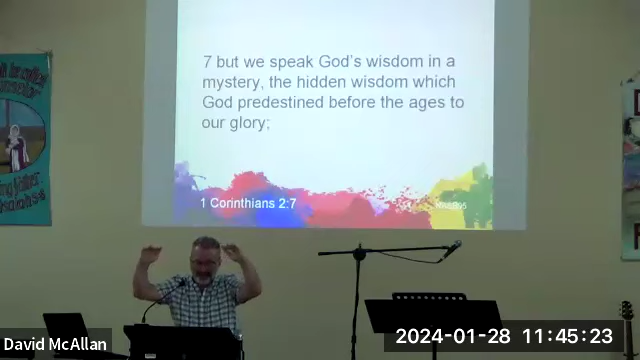 7 but we speak God's wisdom in a
mystery, the hidden wisdom which
God predestined before the ages to
our glory;
1 Corinthians 2:7
David McAllan
2024-01-28 11:45:23